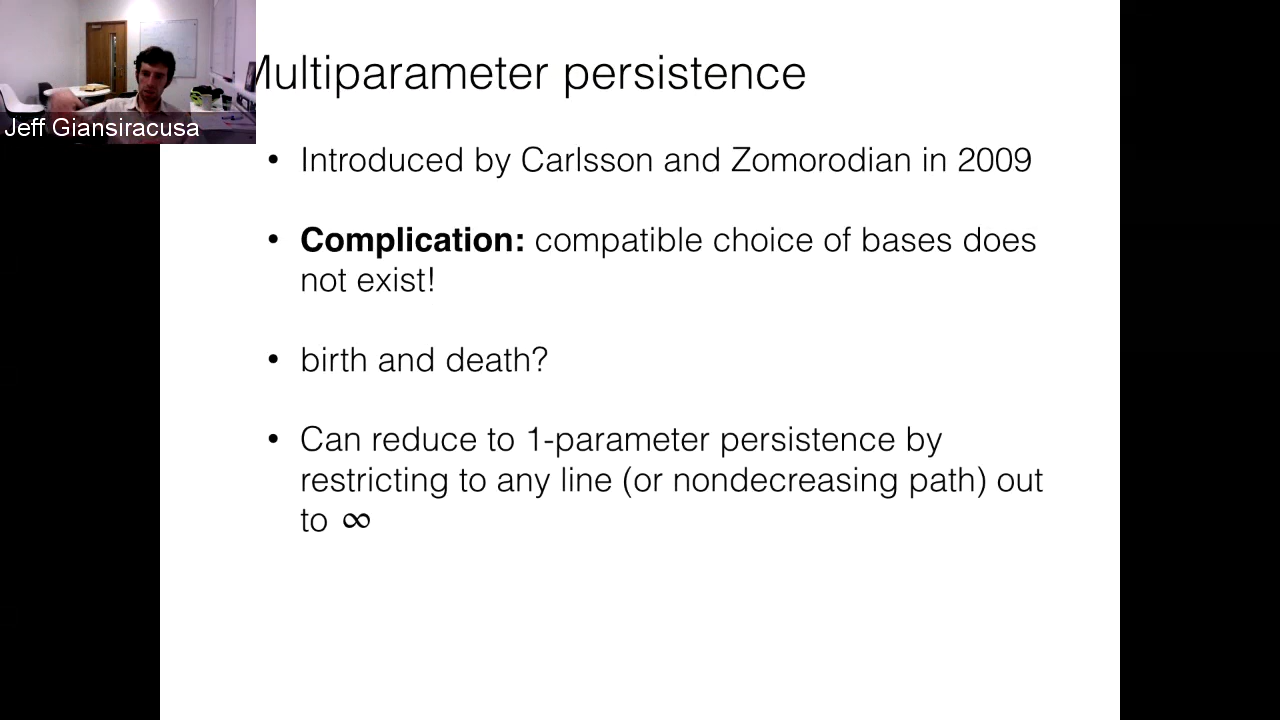 Multiparameter persistence
Jeff Giansiracusa
• Introduced by Carlsson and Zomorodian in 2009
• Complication: compatible choice of bases does
not exist!
• birth and death?
• Can reduce to 1-parameter persistence by
restricting to any line (or nondecreasing path) out
to ∞